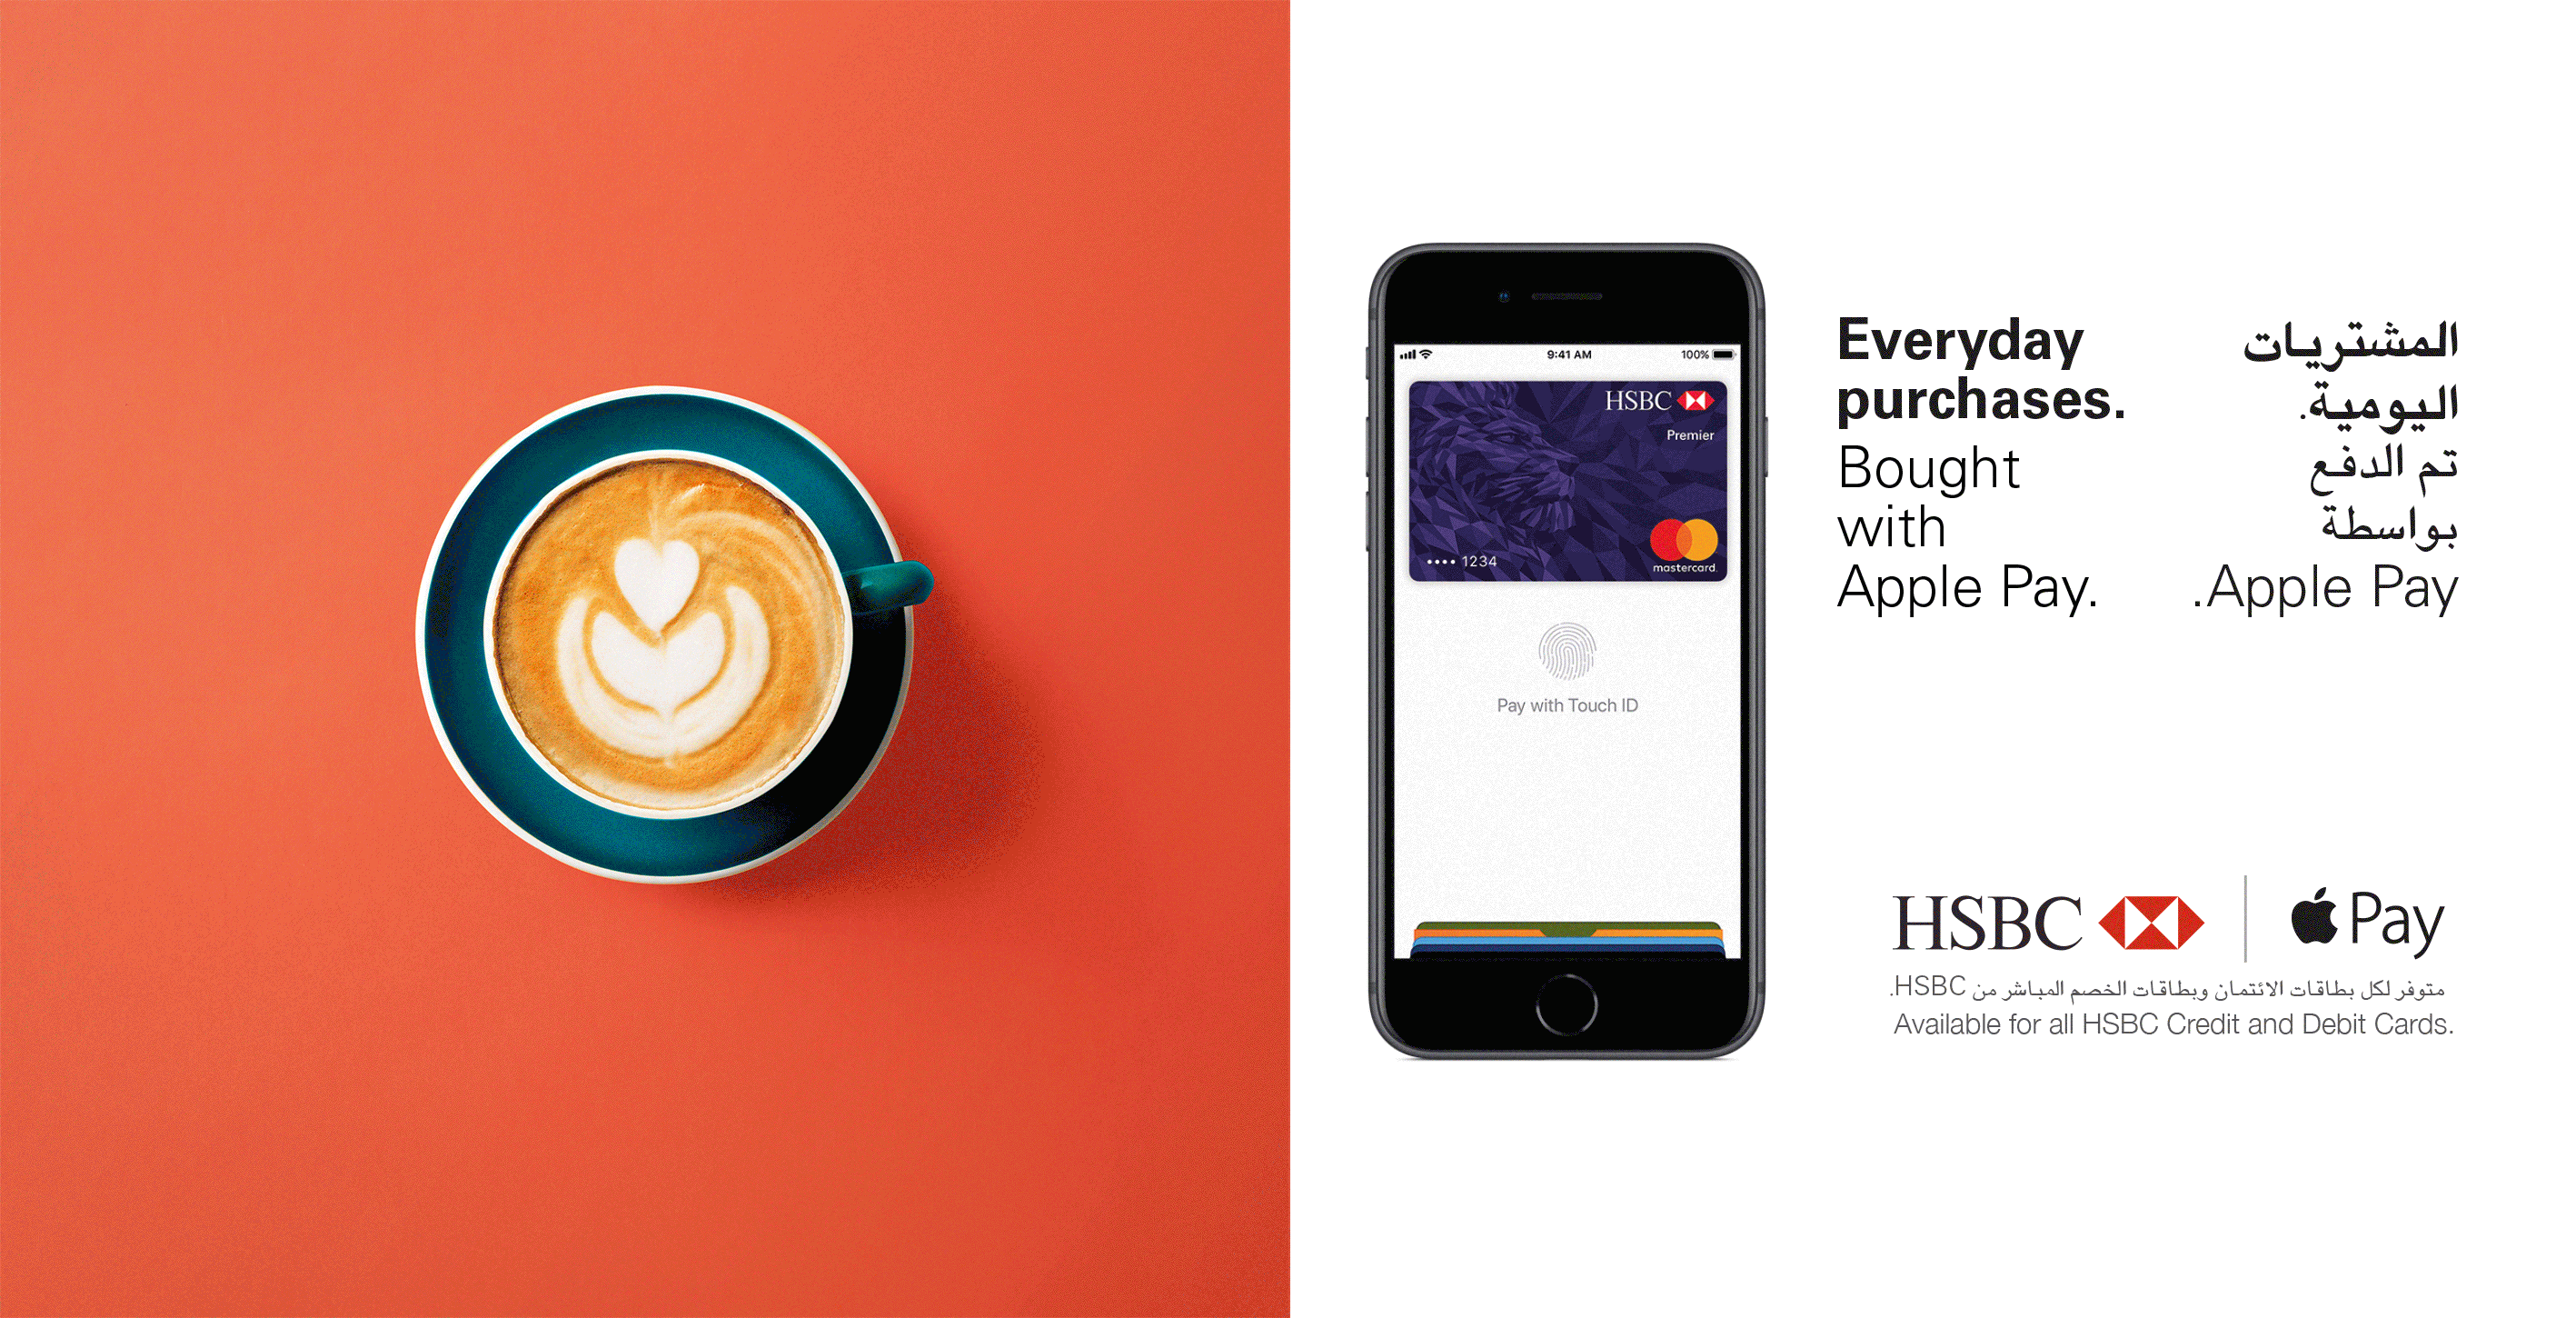 9:41 AM
100%
HSBC
Premier
•••• 1234
mastercard.
Pay with Touch ID
Everyday
purchases.
Bought
with
Apple Pay.
المشتريات
اليومية.
تم الدفع
بواسطة
Apple Pay.
HSBC
Pay
متوفر لكل بطاقات الائتمان وبطاقات الخصم المباشر من HSBC.
Available for all HSBC Credit and Debit Cards.